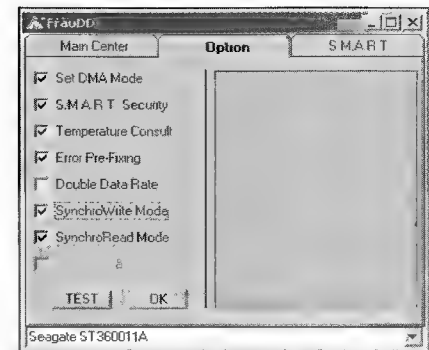 FrauDD
Main Center
Option
S.M.A.R.T
Set DMA Mode
S.M.A.R.T Security
Temperature Consult
Error Pre-Fixing
Double Data Rate
SynchroWrite Mode
SynchroRead Mode
TEST
OK
Seagate ST360011A